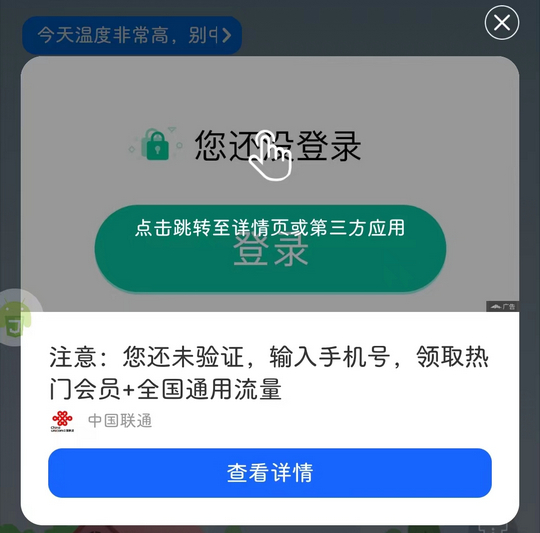 今天温度非常高，别中
您还没登录
点击跳转至详情页或第三方应用
登录
广告
注意：您还未验证，输入手机号，领取热
门会员+全国通用流量
中国联通
查看详情